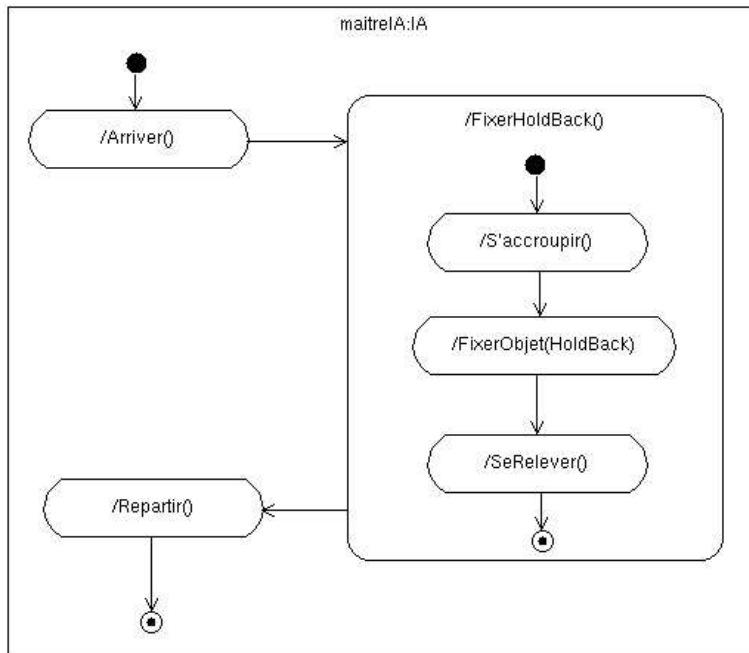 maitreIA:IA
/Arriver()
/FixerHoldBack()
/S'accroupir()
/FixerObjet(HoldBack)
/SeRelever()
/Repartir()